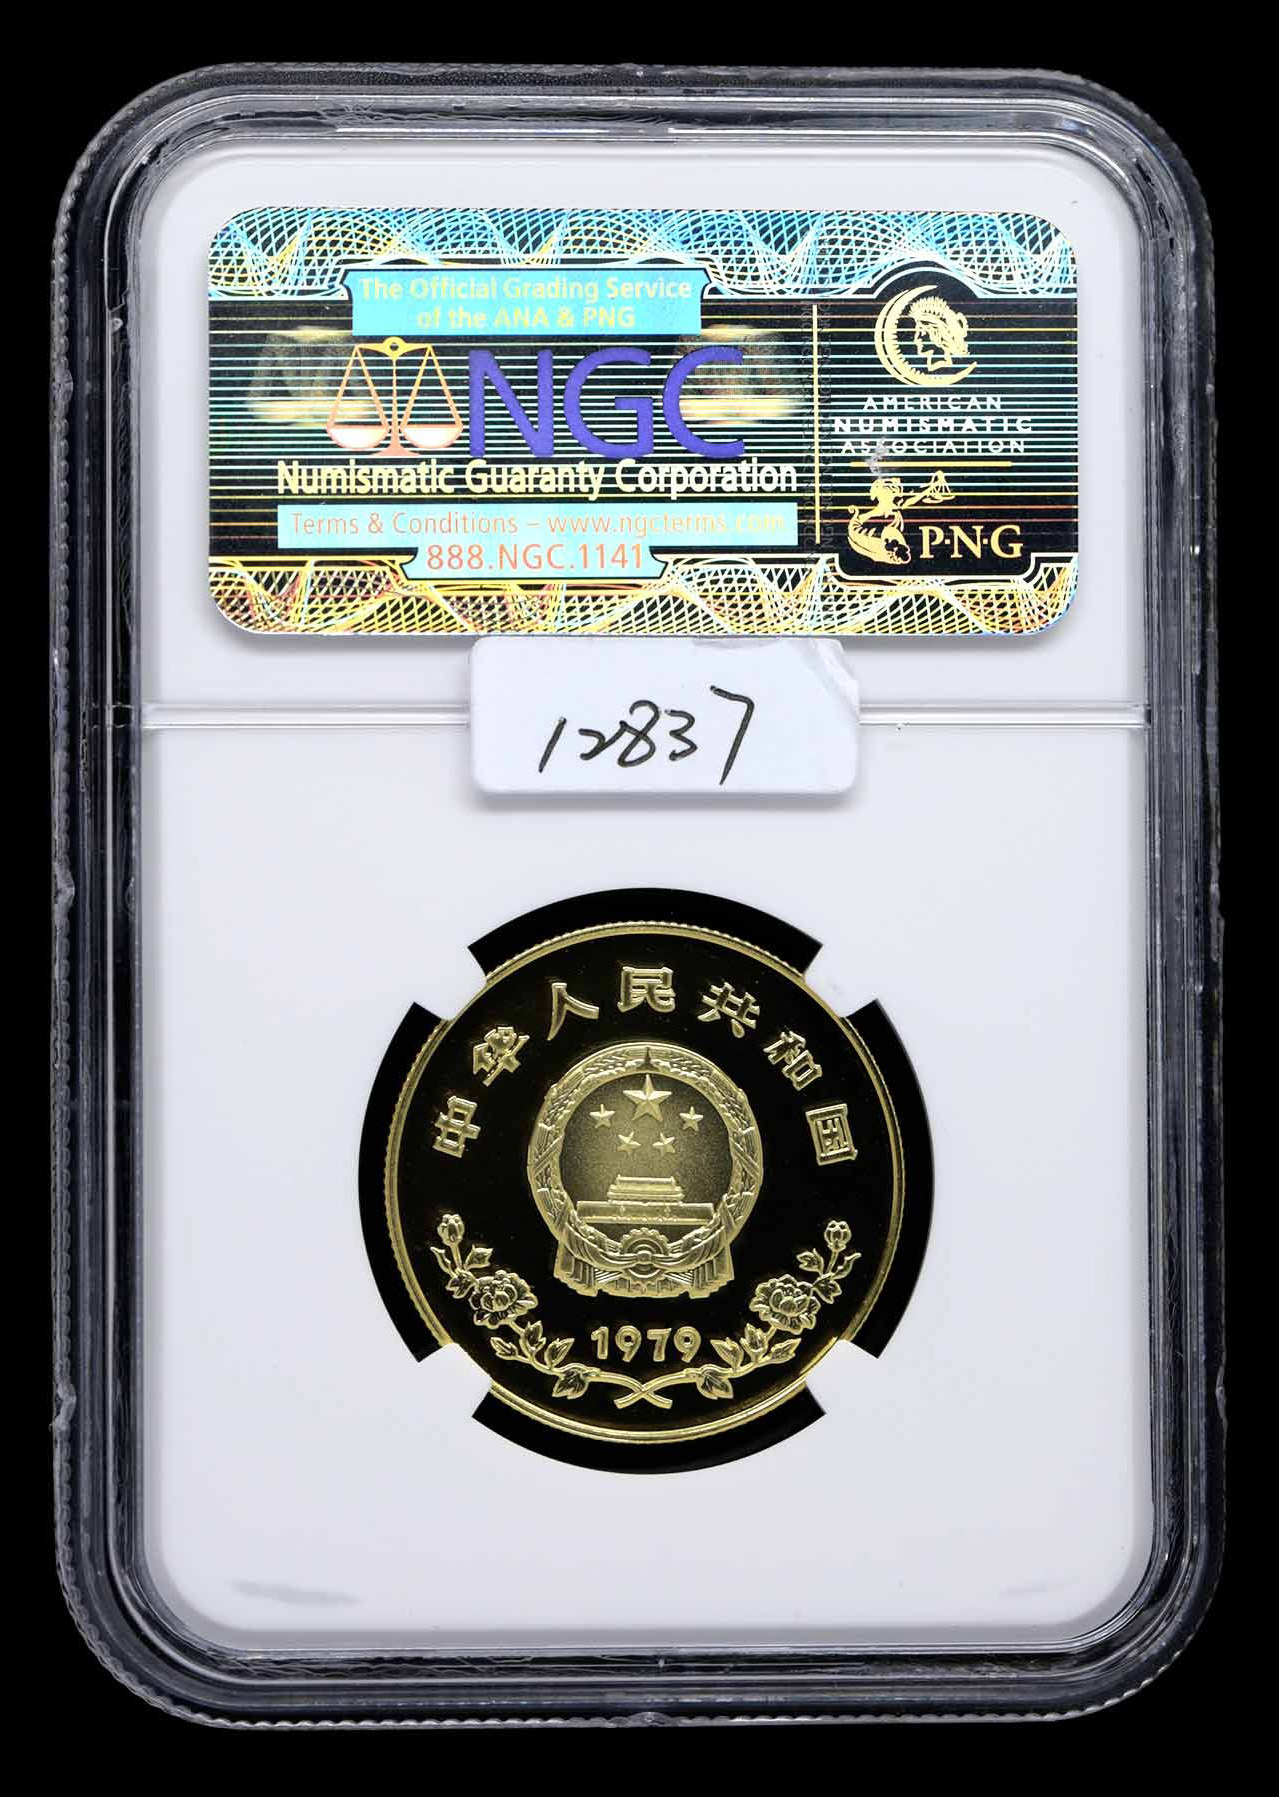 The Official Grading Service
of the ANA & PNG
NGC
Numismatic Guaranty Corporation
Terms & Conditions – www.ngcterms.com
888.NGC.1141
AMERICAN
NUMISMATIC
ASSOCIATION
P·N·G
12837
中华人民共和国
1979